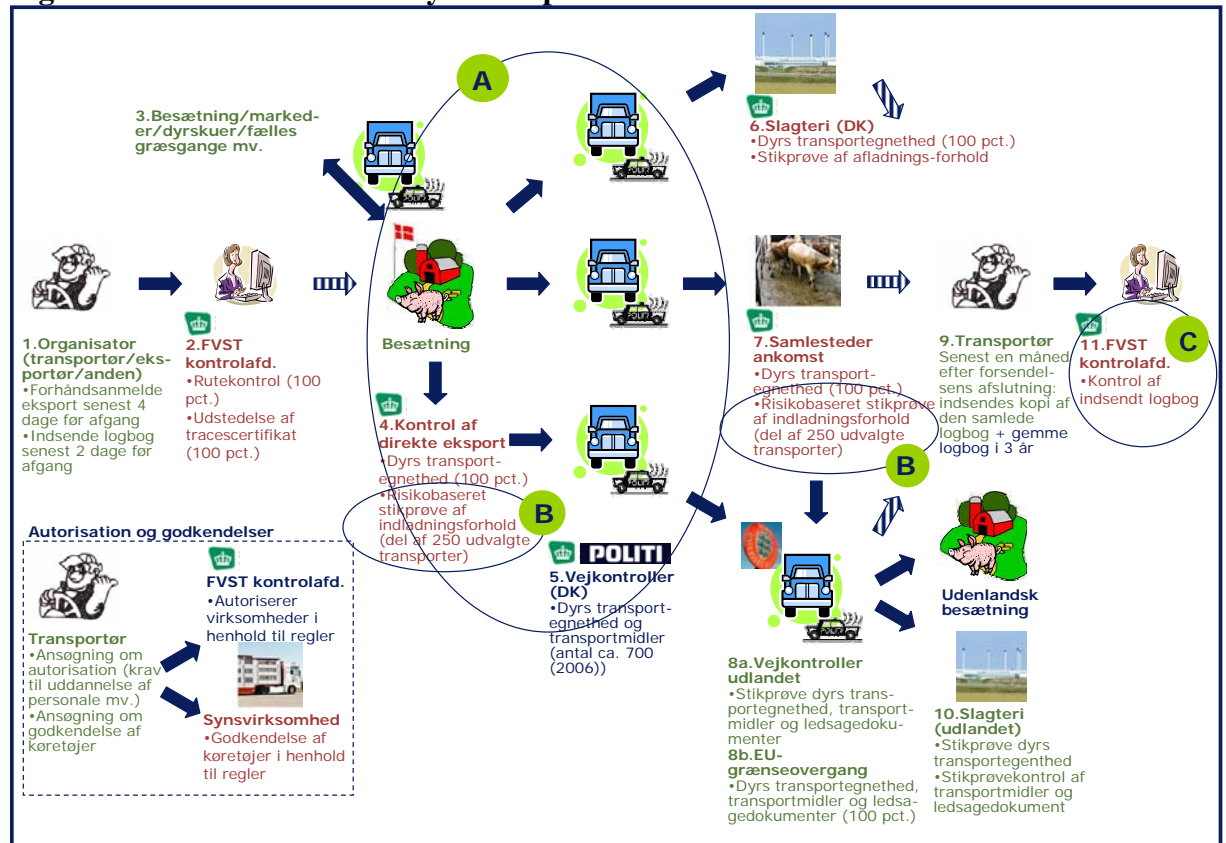 A
3.Besætning/marked-
er/dyrskuer/fælles
græsgange mv.
6.Slagteri (DK)
•Dyrs transportegnethed (100 pct.)
•Stikprøve af afladnings-forhold
1.Organisator
(transportør/eks-
portør/anden)
•Forhåndsanmelde
eksport senest 4
dage før afgang
•Indsende logbog
senest 2 dage før
afgang
2.FVST
kontrolafd.
•Rutekontrol (100
pct.)
•Udstedelse af
tracescertifikat
(100 pct.)
Besætning
4.Kontrol af
direkte eksport
•Dyrs transport-
egnethed (100 pct.)
•Risikobaseret
stikprøve af
indladningsforhold
(del af 250 udvalgte
transporter)
B
POLITI
5.Vejkontroller
(DK)
•Dyrs transport-
egnethed og
transportmidler
(antal ca. 700
(2006))
7.Samlesteder
ankomst
•Dyrs transport-
egnethed (100 pct.)
•Risikobaseret stikprøve
af indladningsforhold
(del af 250 udvalgte
transporter)
B
9.Transportør
Senest en måned
efter forsendel-
sens afslutning:
indsendes kopi af
den samlede
logbog + gemme
logbog i 3 år
11.FVST
kontrolafd.
•Kontrol af
indsendt logbog
C
Autorisation og godkendelser
Transportør
•Ansøgning om
autorisation (krav
til uddannelse af
personale mv.)
•Ansøgning om
godkendelse af
køretøjer
FVST kontrolafd.
•Autoriserer
virksomheder i
henhold til regler
Synsvirksomhed
•Godkendelse af
køretøjer i henhold
til regler
8a.Vejkontroller
udlandet
•Stikprøve dyrs trans-
portegnethed, transport-
midler og ledsagedoku-
menter
8b.EU-
grænseovergang
•Dyrs transportegnethed,
transportmidler og ledsa-
gedokumenter (100 pct.)
Udenlandsk
besætning
10.Slagteri
(udlandet)
•Stikprøve dyrs
transportegenthed
•Stikprøvekontrol af
transportmidler og
ledsagedokument